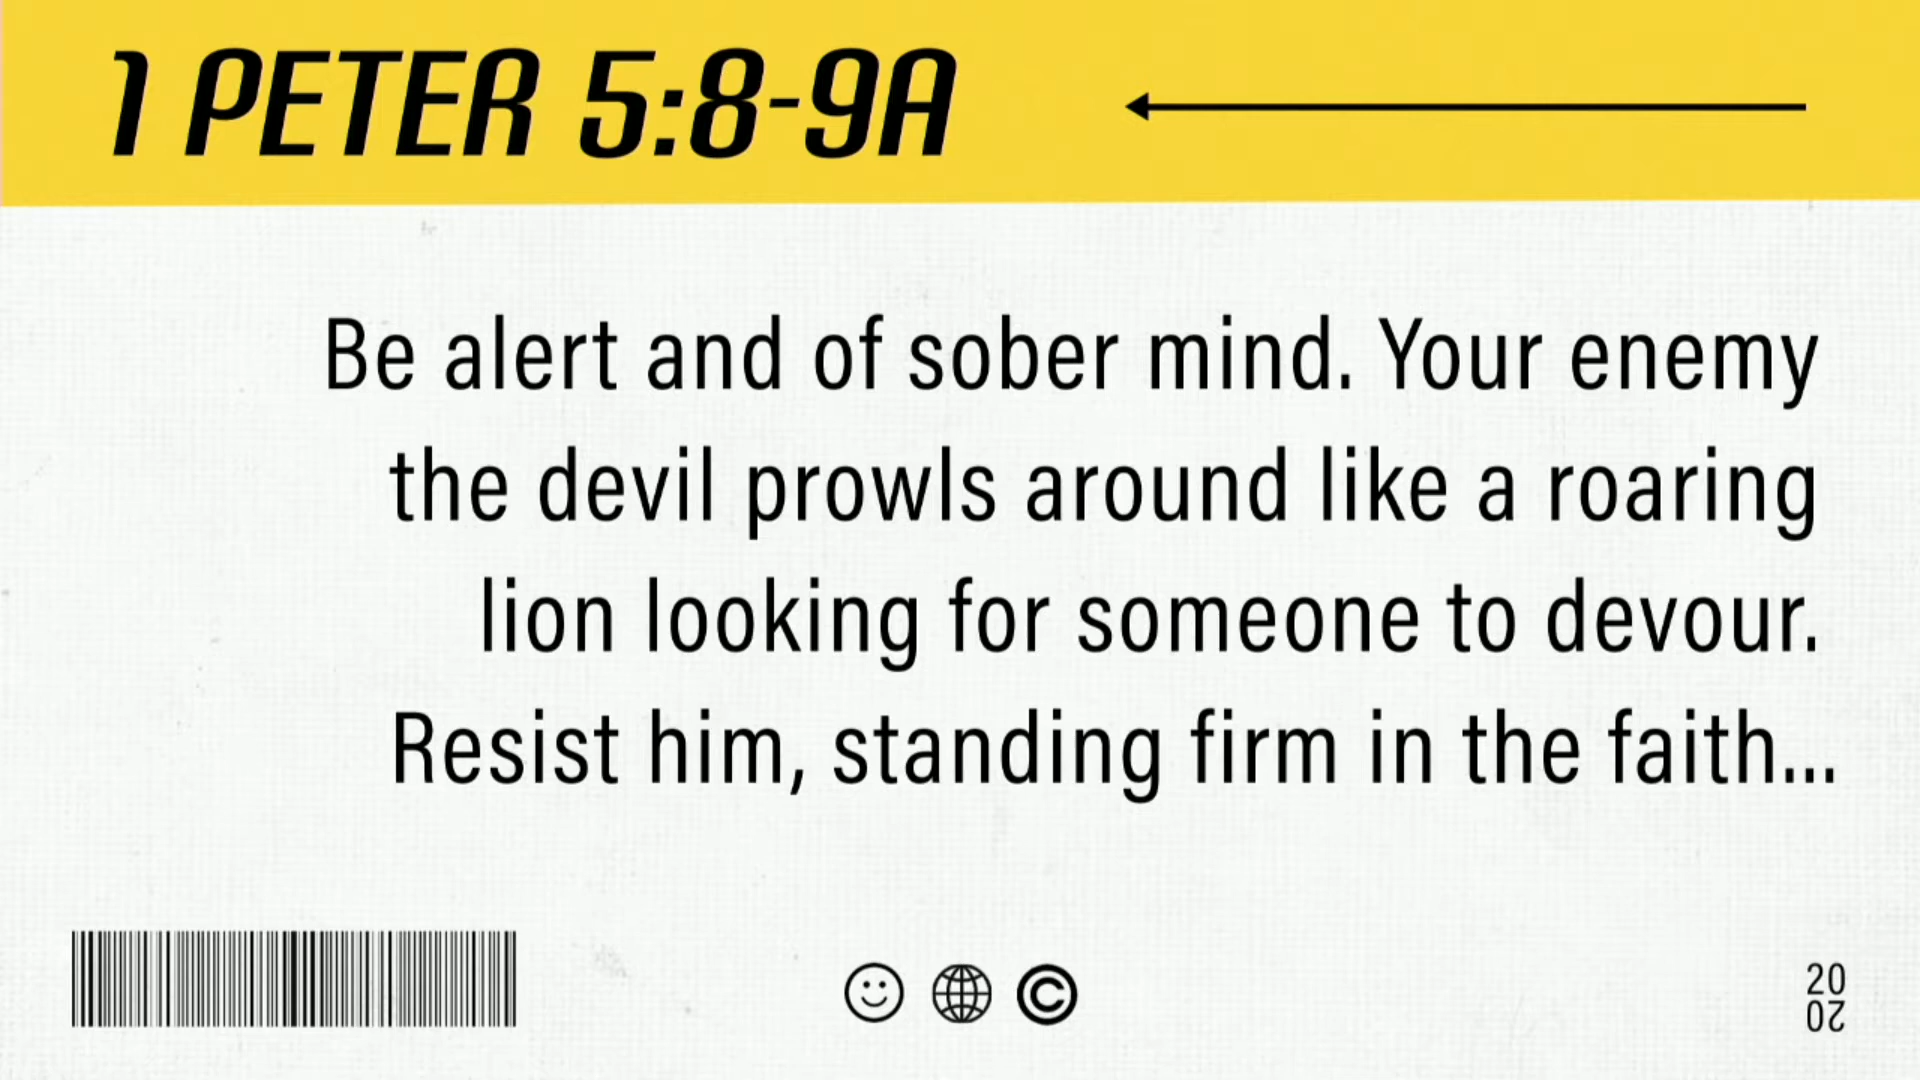 1 PETER 5:8-9A
Be alert and of sober mind. Your enemy
the devil prowls around like a roaring
lion looking for someone to devour.
Resist him, standing firm in the faith...
©
20
20